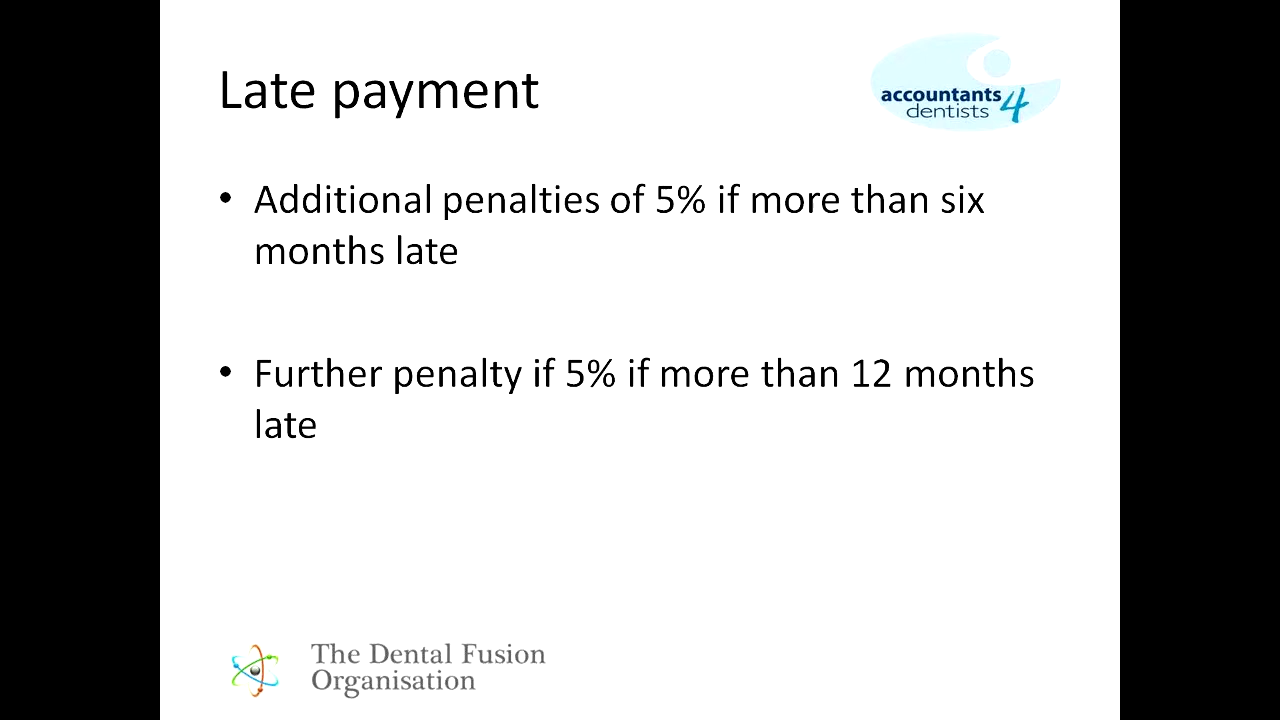 Late payment
accountants 4
dentists
• Additional penalties of 5% if more than six
months late
• Further penalty if 5% if more than 12 months
late
The Dental Fusion
Organisation